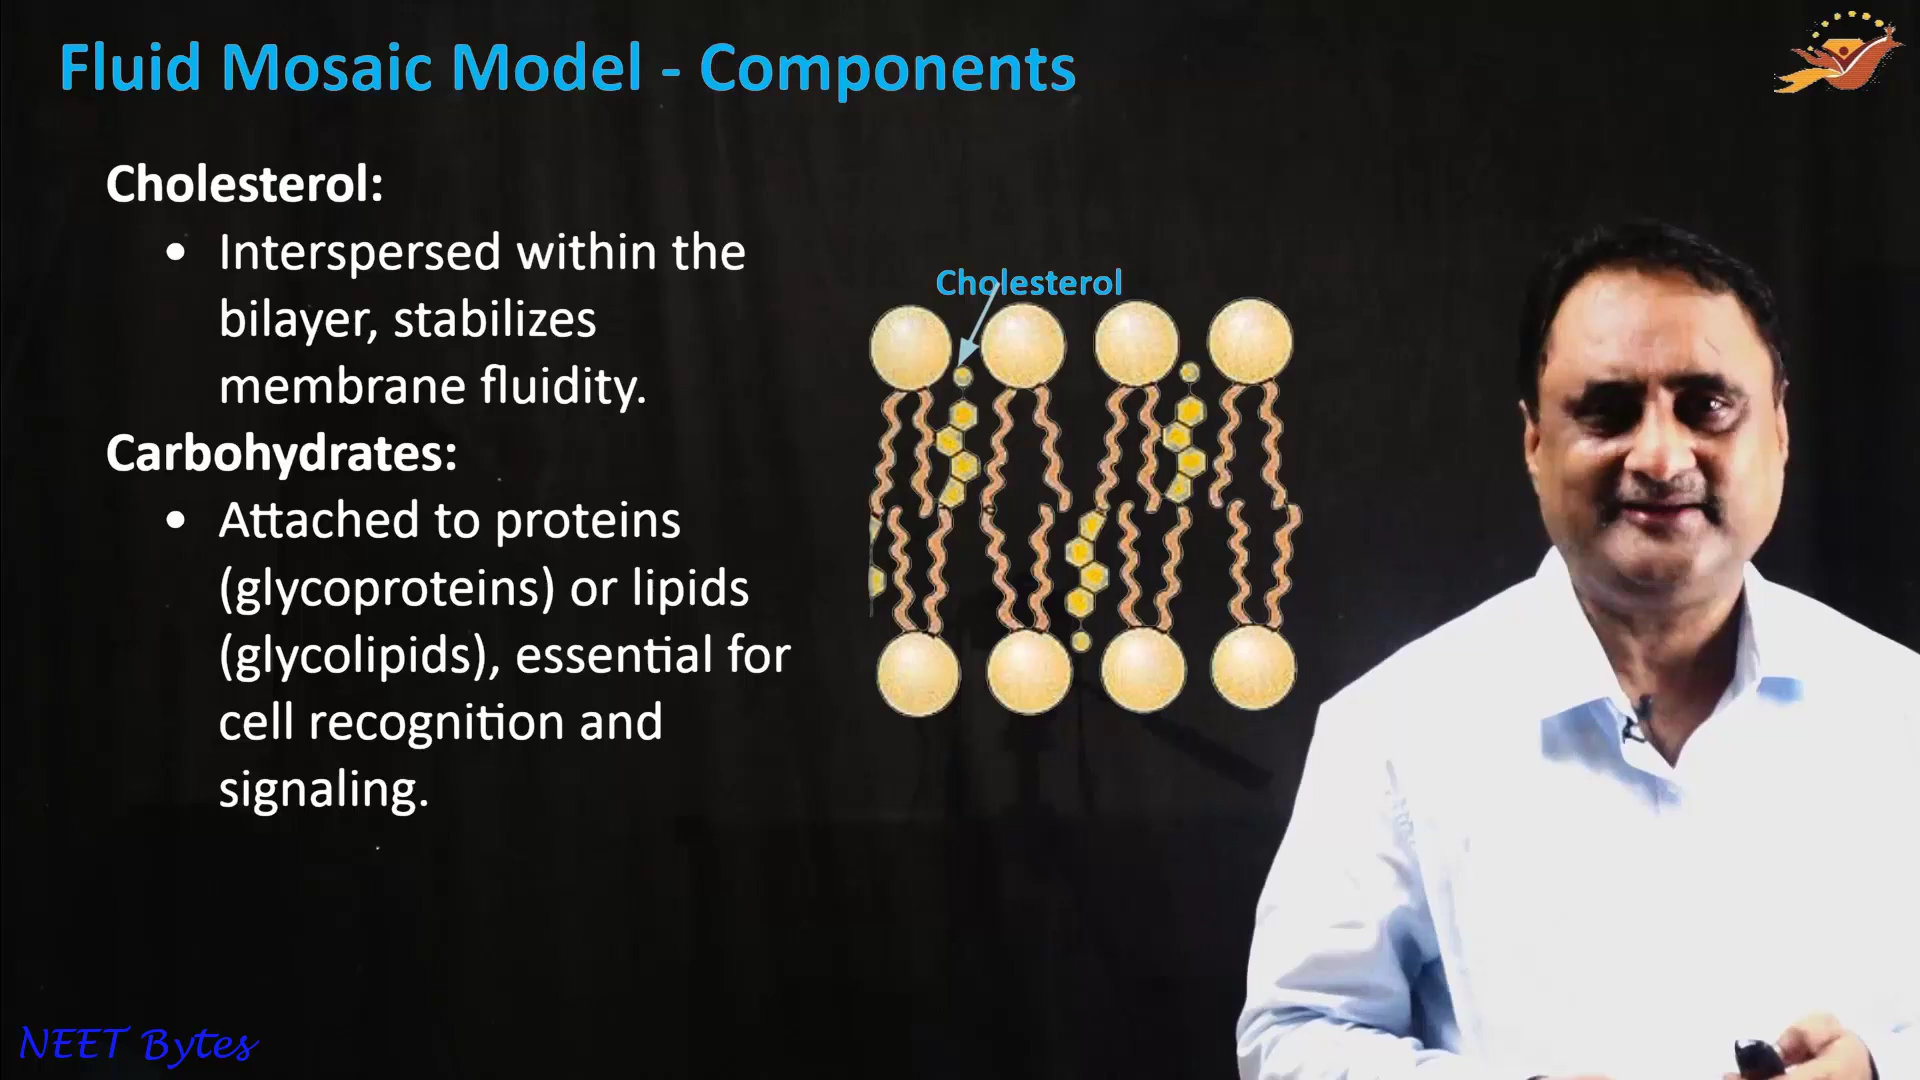 Fluid Mosaic Model - Components
Cholesterol:
• Interspersed within the
bilayer, stabilizes
membrane fluidity.
Carbohydrates:
• Attached to proteins
(glycoproteins) or lipids
(glycolipids), essential for
cell recognition and
signaling.
Cholesterol
NEET Bytes